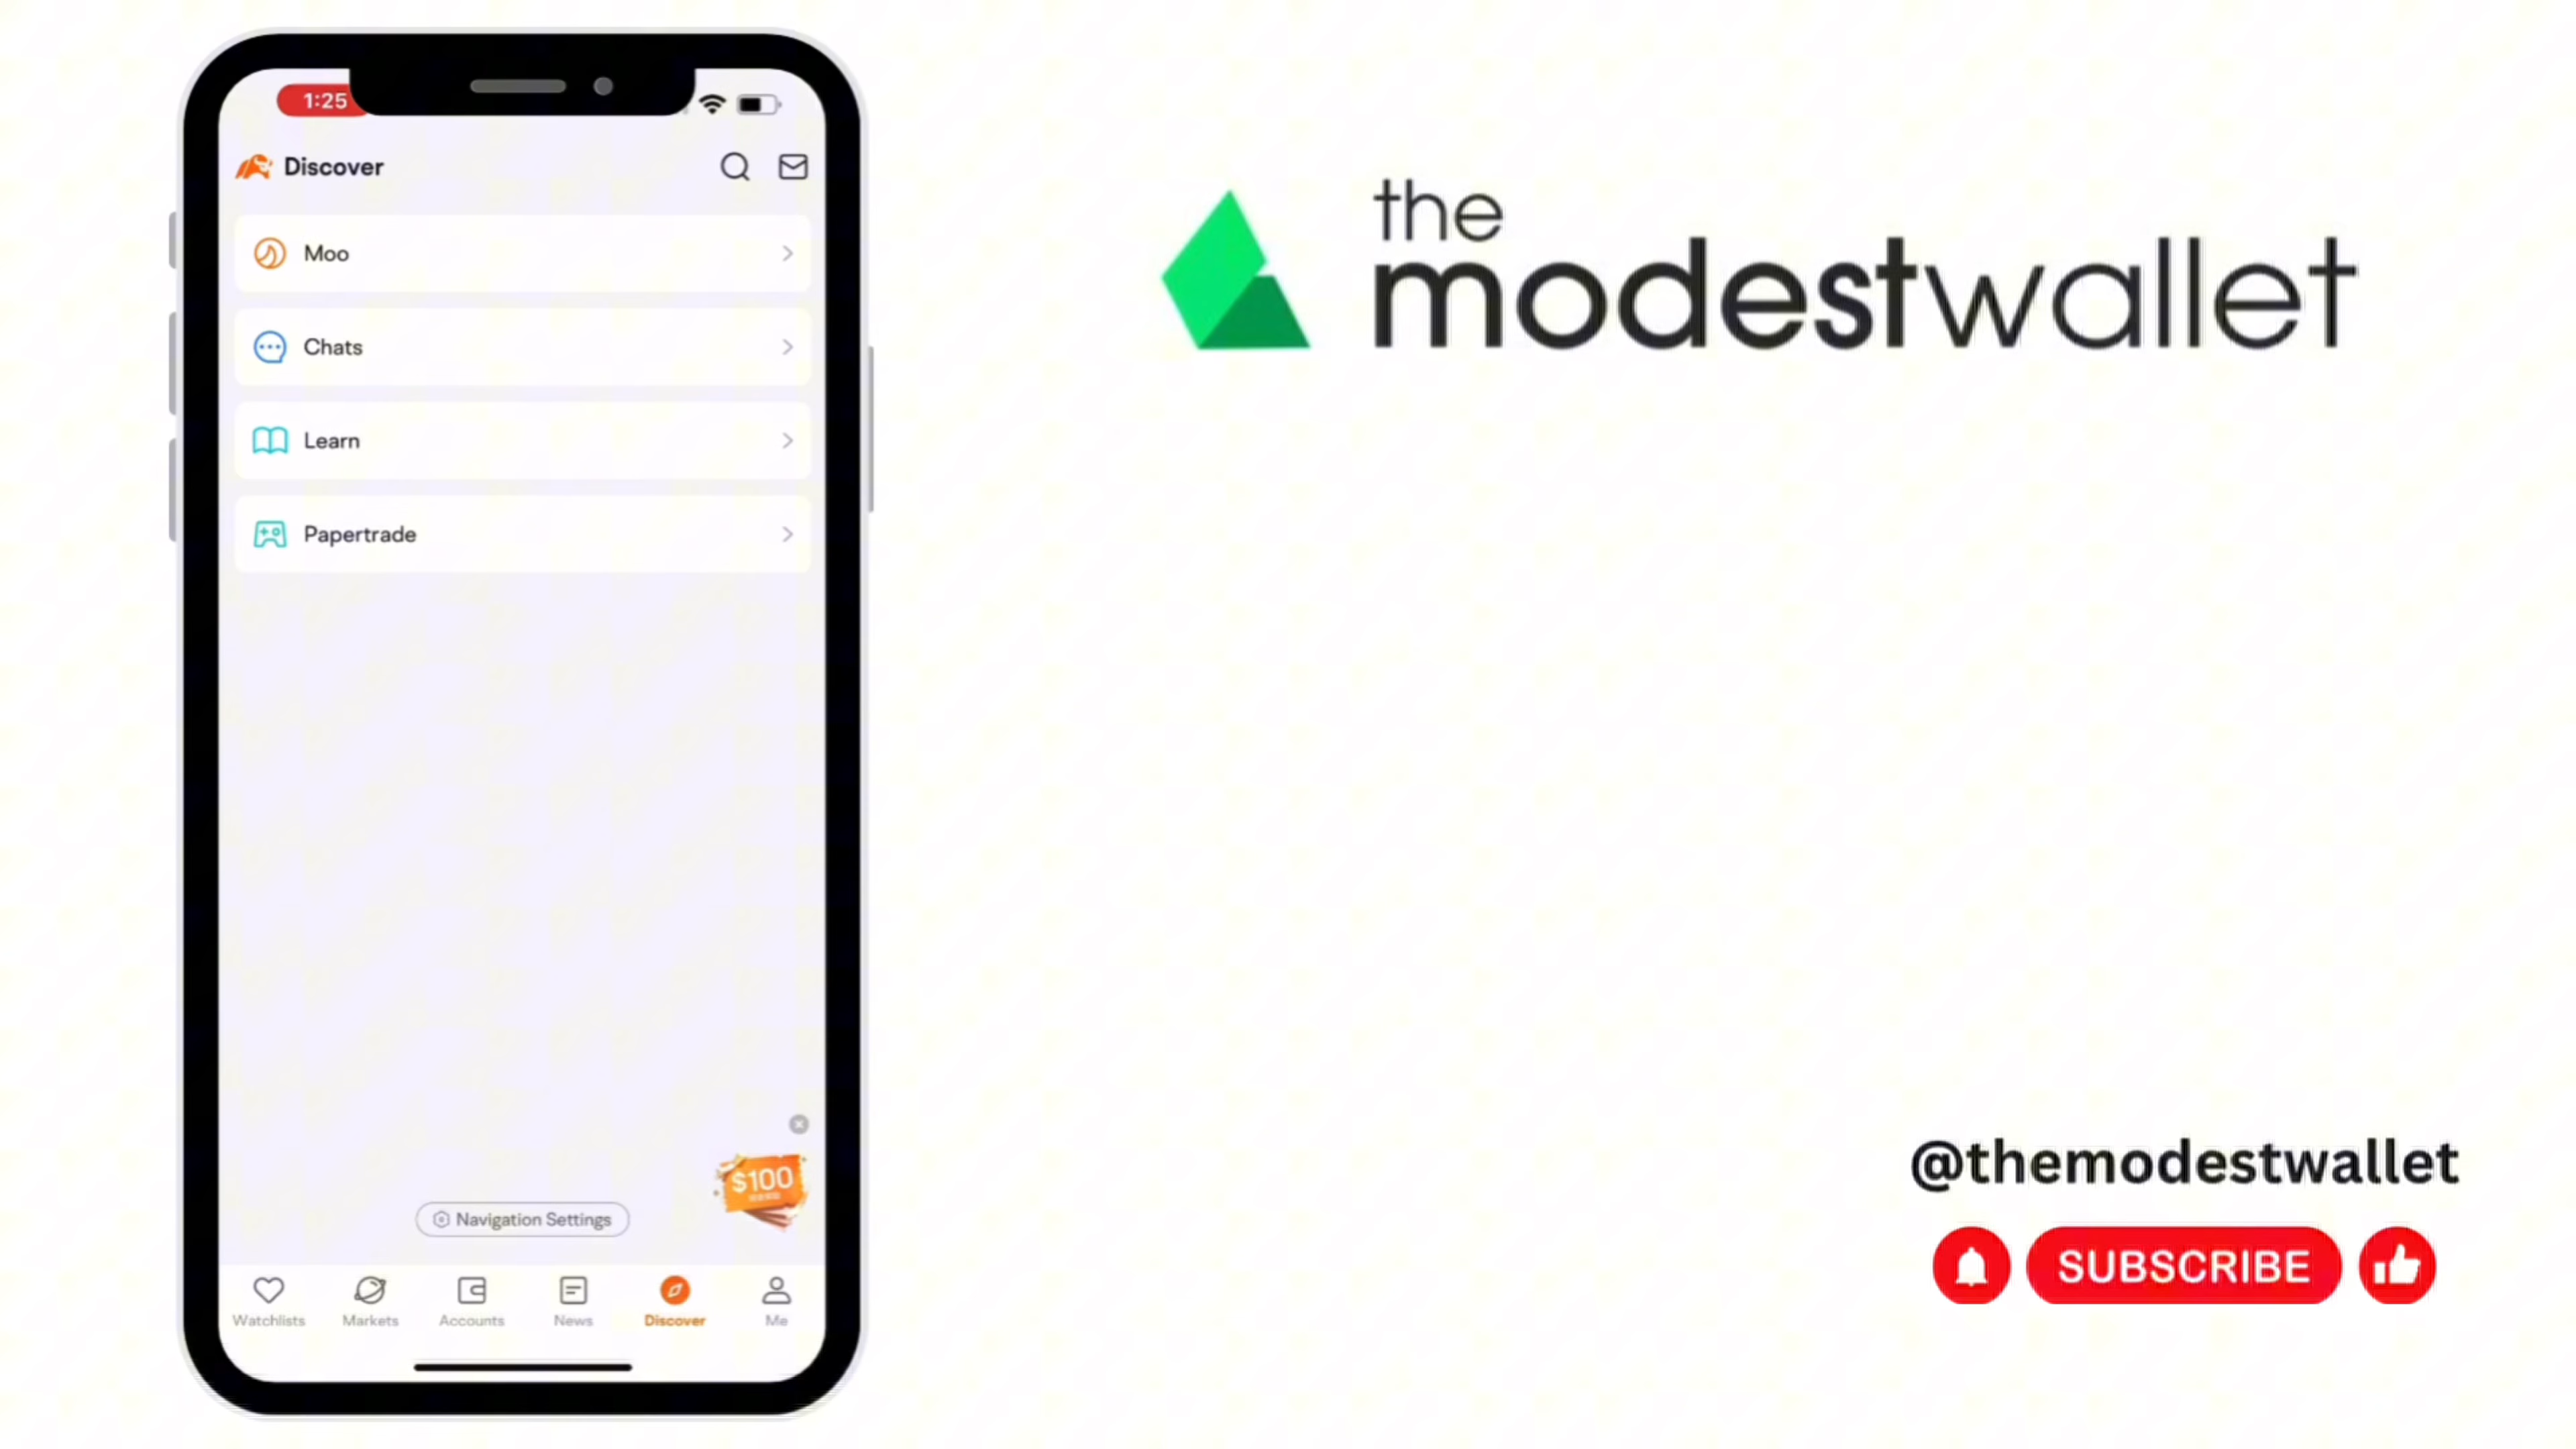 1:25
Discover
Moo
Chats
Learn
Papertrade
$100
Navigation Settings
Watchlists
Markets
Accounts
News
Discover
Me
the
modestwallet
@themodestwallet
SUBSCRIBE